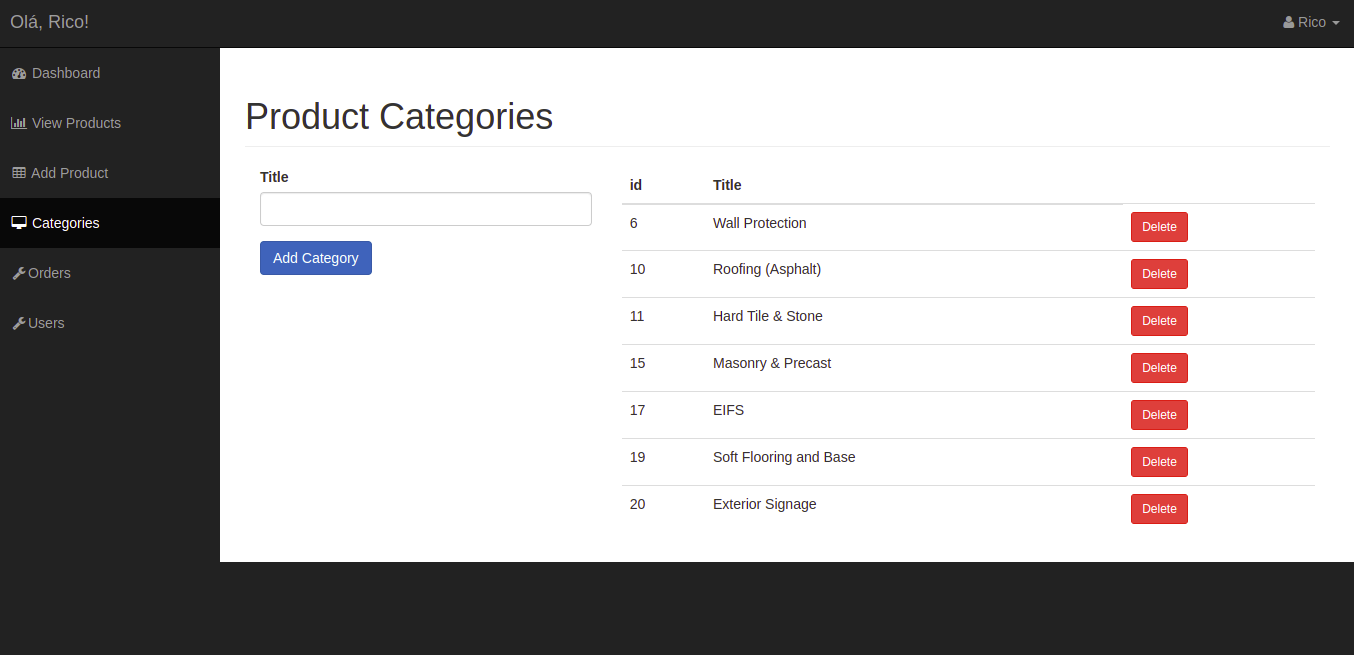 Olá, Rico!
Rico
Dashboard
View Products
Add Product
Categories
Orders
Users
Product Categories
Title
Add Category
id Title
6 Wall Protection Delete
10 Roofing (Asphalt) Delete
11 Hard Tile & Stone Delete
15 Masonry & Precast Delete
17 EIFS Delete
19 Soft Flooring and Base Delete
20 Exterior Signage Delete